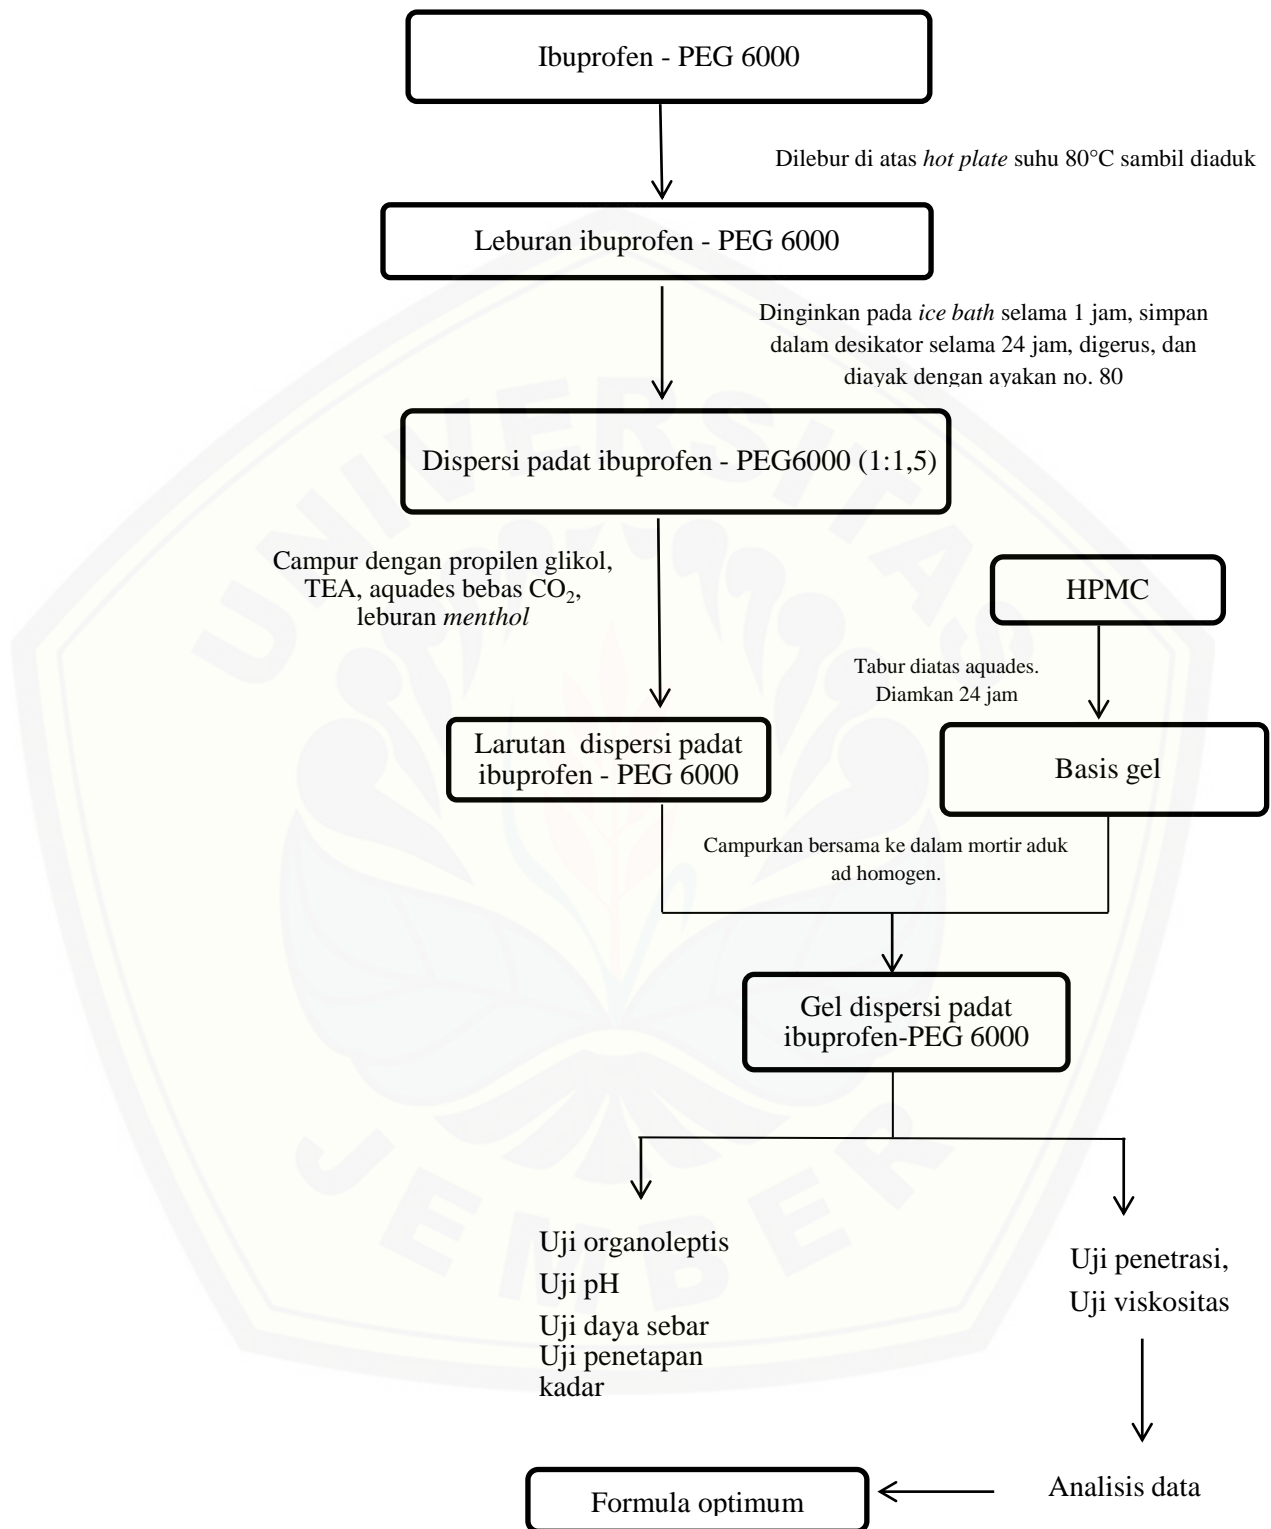 Ibuprofen - PEG 6000
Dilebur di atas hot plate suhu 80°C sambil diaduk
Leburan ibuprofen - PEG 6000
Dinginkan pada ice bath selama 1 jam, simpan
dalam desikator selama 24 jam, digerus, dan
diayak dengan ayakan no. 80
Dispersi padat ibuprofen - PEG6000 (1:1,5)
Campur dengan propilen glikol,
TEA, aquades bebas CO₂,
leburan menthol
HPMC
Tabur diatas aquades.
Diamkan 24 jam
Larutan dispersi padat
ibuprofen - PEG 6000
Basis gel
Campurkan bersama ke dalam mortir aduk
ad homogen.
Gel dispersi padat
ibuprofen-PEG 6000
Uji organoleptis
Uji pH
Uji daya sebar
Uji penetapan
kadar
Uji penetrasi,
Uji viskositas
Analisis data
Formula optimum
UNIVERSITAS
JEMBER